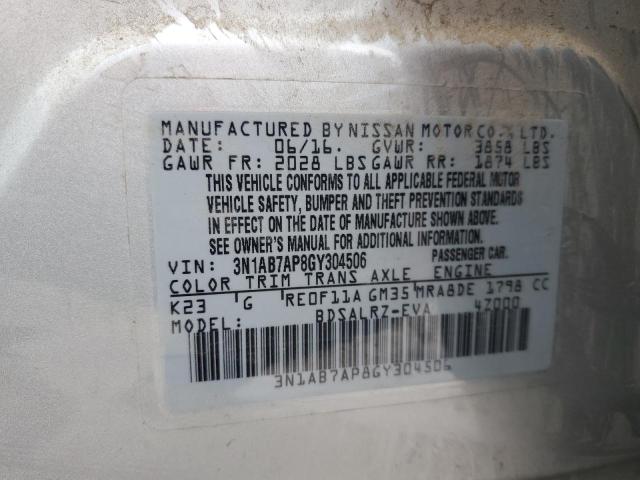 MANUFACTURED BY NISSAN MOTOR CO., LTD.
DATE: 06/16. GVWR: 3858 LBS
GAWR FR: 2028 LBS GAWR RR: 1874 LBS
THIS VEHICLE CONFORMS TO ALL APPLICABLE FEDERAL MOTOR
VEHICLE SAFETY, BUMPER AND THEFT PREVENTION STANDARDS
IN EFFECT ON THE DATE OF MANUFACTURE SHOWN ABOVE.
SEE OWNER'S MANUAL FOR ADDITIONAL INFORMATION.
VIN: 3N1AB7AP8GY304506 PASSENGER CAR.
COLOR TRIM TRANS AXLE ENGINE
K23 G RE0F11A GM35 MRA8DE 1798 CC
MODEL: BDSALRZ-EVA 47000
3N1AB7AP8GY304506